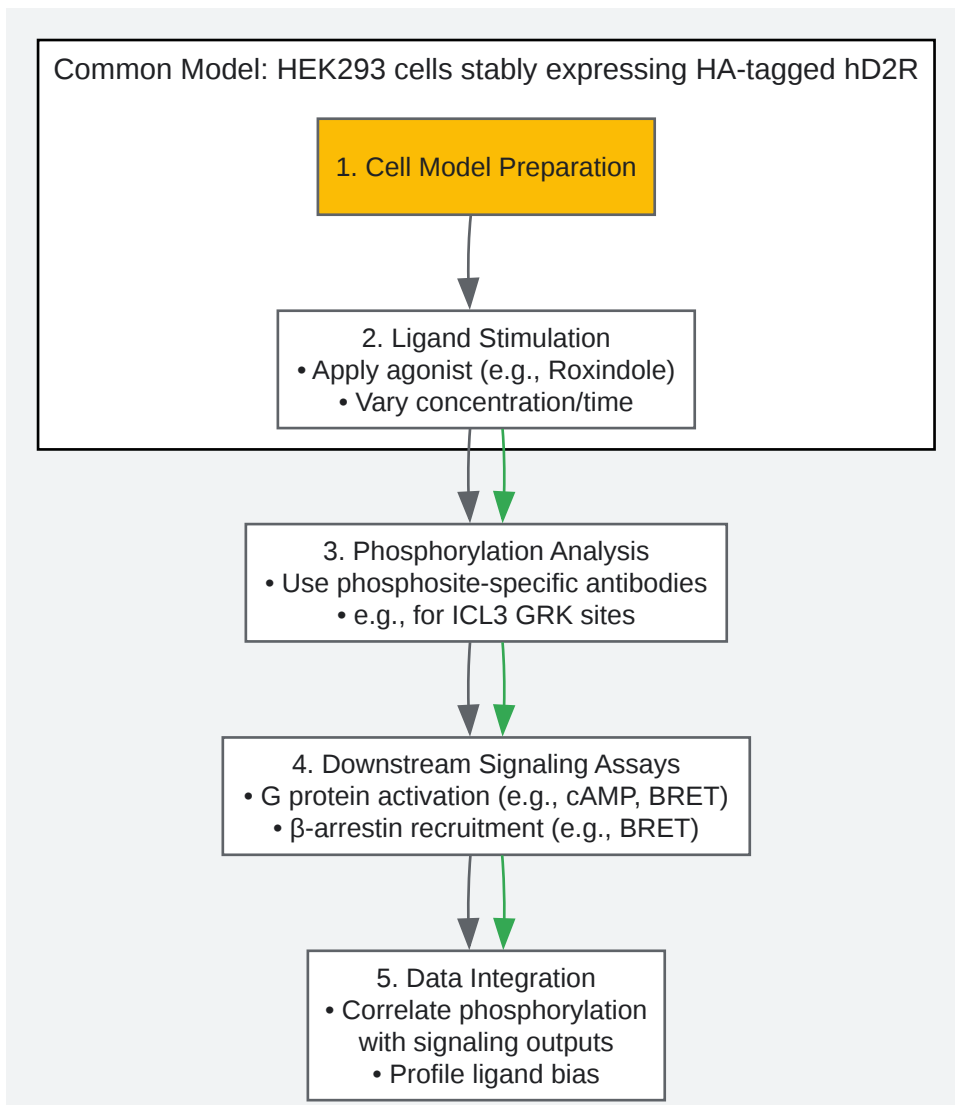 Common Model: HEK293 cells stably expressing HA-tagged hD2R
1. Cell Model Preparation
2. Ligand Stimulation
• Apply agonist (e.g., Roxindole)
• Vary concentration/time
3. Phosphorylation Analysis
• Use phosphosite-specific antibodies
• e.g., for ICL3 GRK sites
4. Downstream Signaling Assays
• G protein activation (e.g., cAMP, BRET)
• β-arrestin recruitment (e.g., BRET)
5. Data Integration
• Correlate phosphorylation
with signaling outputs
• Profile ligand bias